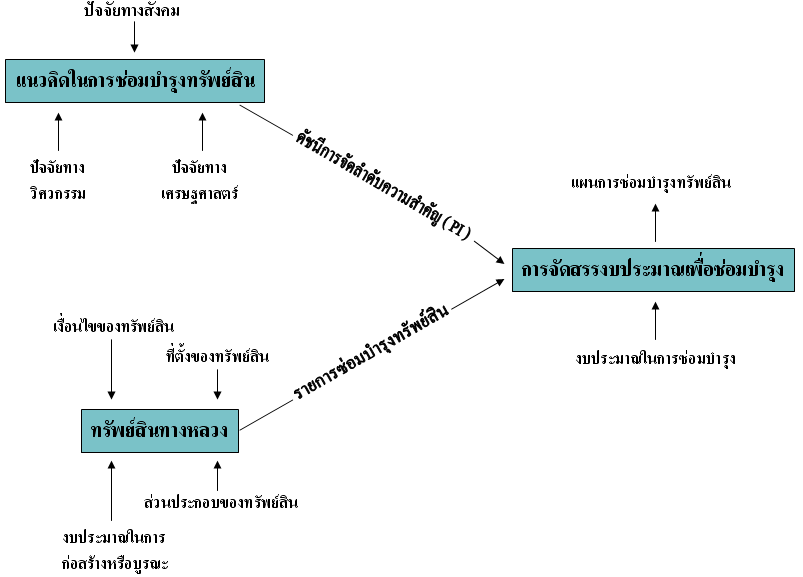 ปัจจัยทางสังคม
แนวคิดในการซ่อมบำรุงทรัพย์สิน
ปัจจัยทาง
วิศวกรรม
ปัจจัยทาง
เศรษฐศาสตร์
ดัชนีการจัดลำดับความสำคัญ (PI)
แผนการซ่อมบำรุงทรัพย์สิน
การจัดสรรงบประมาณเพื่อซ่อมบำรุง
งบประมาณในการซ่อมบำรุง
รายการซ่อมบำรุงทรัพย์สิน
เงื่อนไขของทรัพย์สิน
ที่ตั้งของทรัพย์สิน
ทรัพย์สินทางหลวง
ส่วนประกอบของทรัพย์สิน
งบประมาณในการ
ก่อสร้างหรือบูรณะ